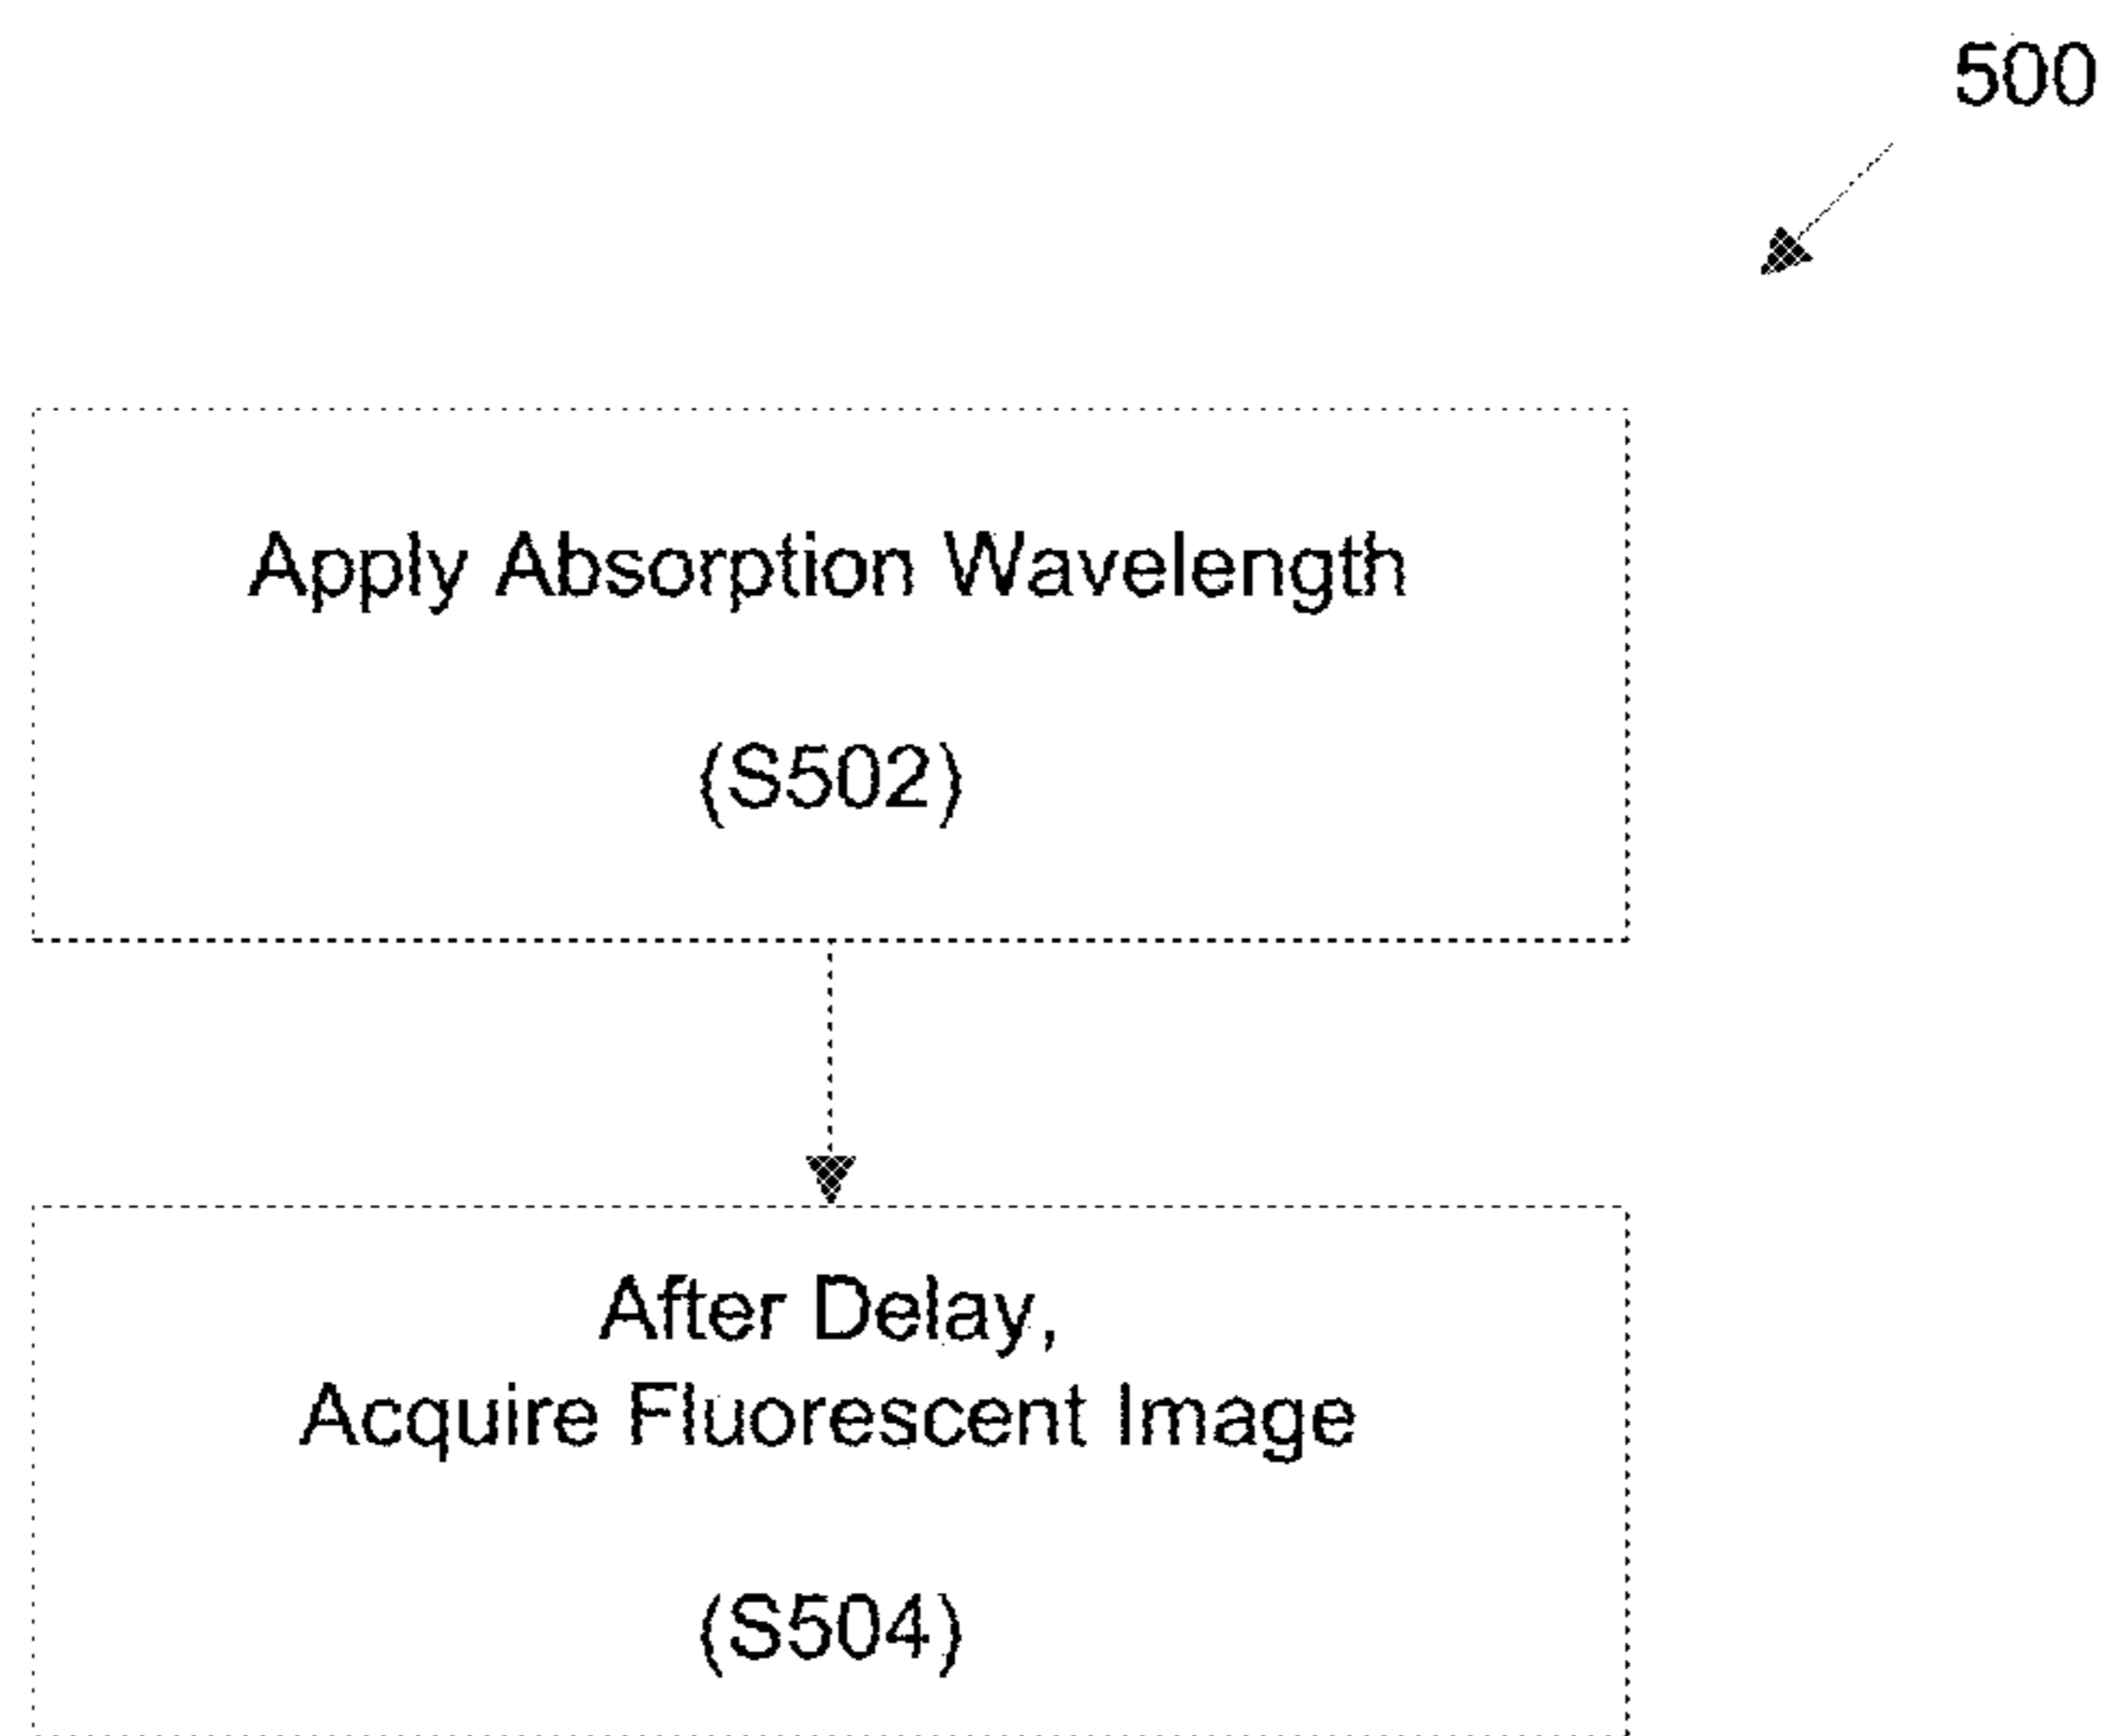 500
Apply Absorption Wavelength
(S502)
After Delay,
Acquire Fluorescent Image
(S504)